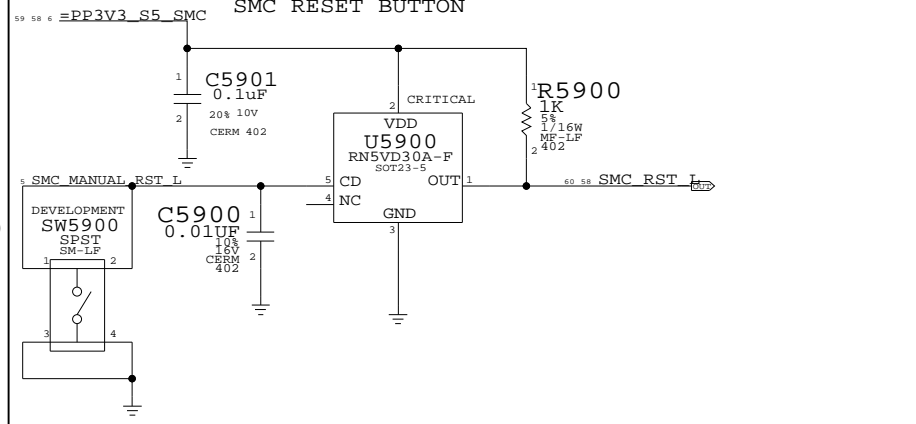 SMC RESET BUTTON
59 58 6 =PP3V3_S5_SMC
1 C5901
0.1uF
2 20% 10V
CERM 402
2 CRITICAL
VDD
U5900
RN5VD30A-F
SOT23-5
1 R5900
1K
5%
1/16W
MF-LF
2 402
5 SMC_MANUAL_RST_L
5 CD
OUT 1
60 58 SMC_RST_L
OUT
4 NC
GND
3
DEVELOPMENT
SW5900
SPST
SM-LF
1 2
3 4
C5900 1
0.01UF
10%
16V
CERM 2
402